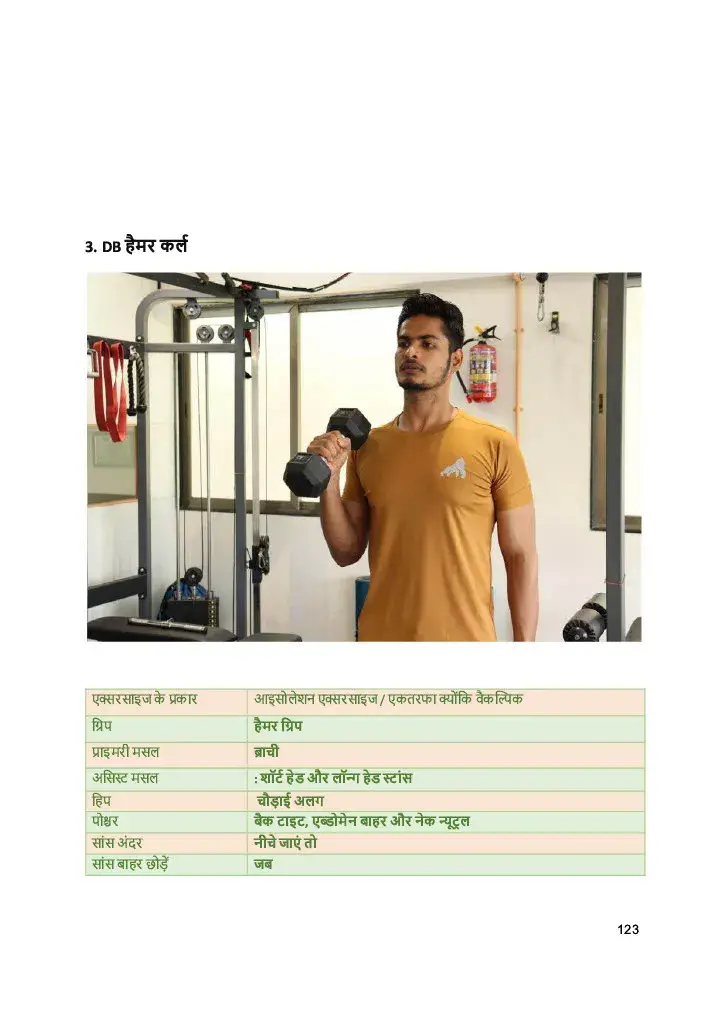 3. DB हैमर कर्ल
एक्सरसाइज के प्रकार आइसोलेशन एक्सरसाइज / एकतरफा क्योंकि वैकल्पिक
ग्रिप हैमर ग्रिप
प्राइमरी मसल ब्राची
असिस्ट मसल : शॉर्ट हेड और लॉन्ग हेड स्टांस
हिप चौड़ाई अलग
पोश्चर बैक टाइट, एब्डोमेन बाहर और नेक न्यूट्रल
सांस अंदर नीचे जाएं तो
सांस बाहर छोड़ें जब
123